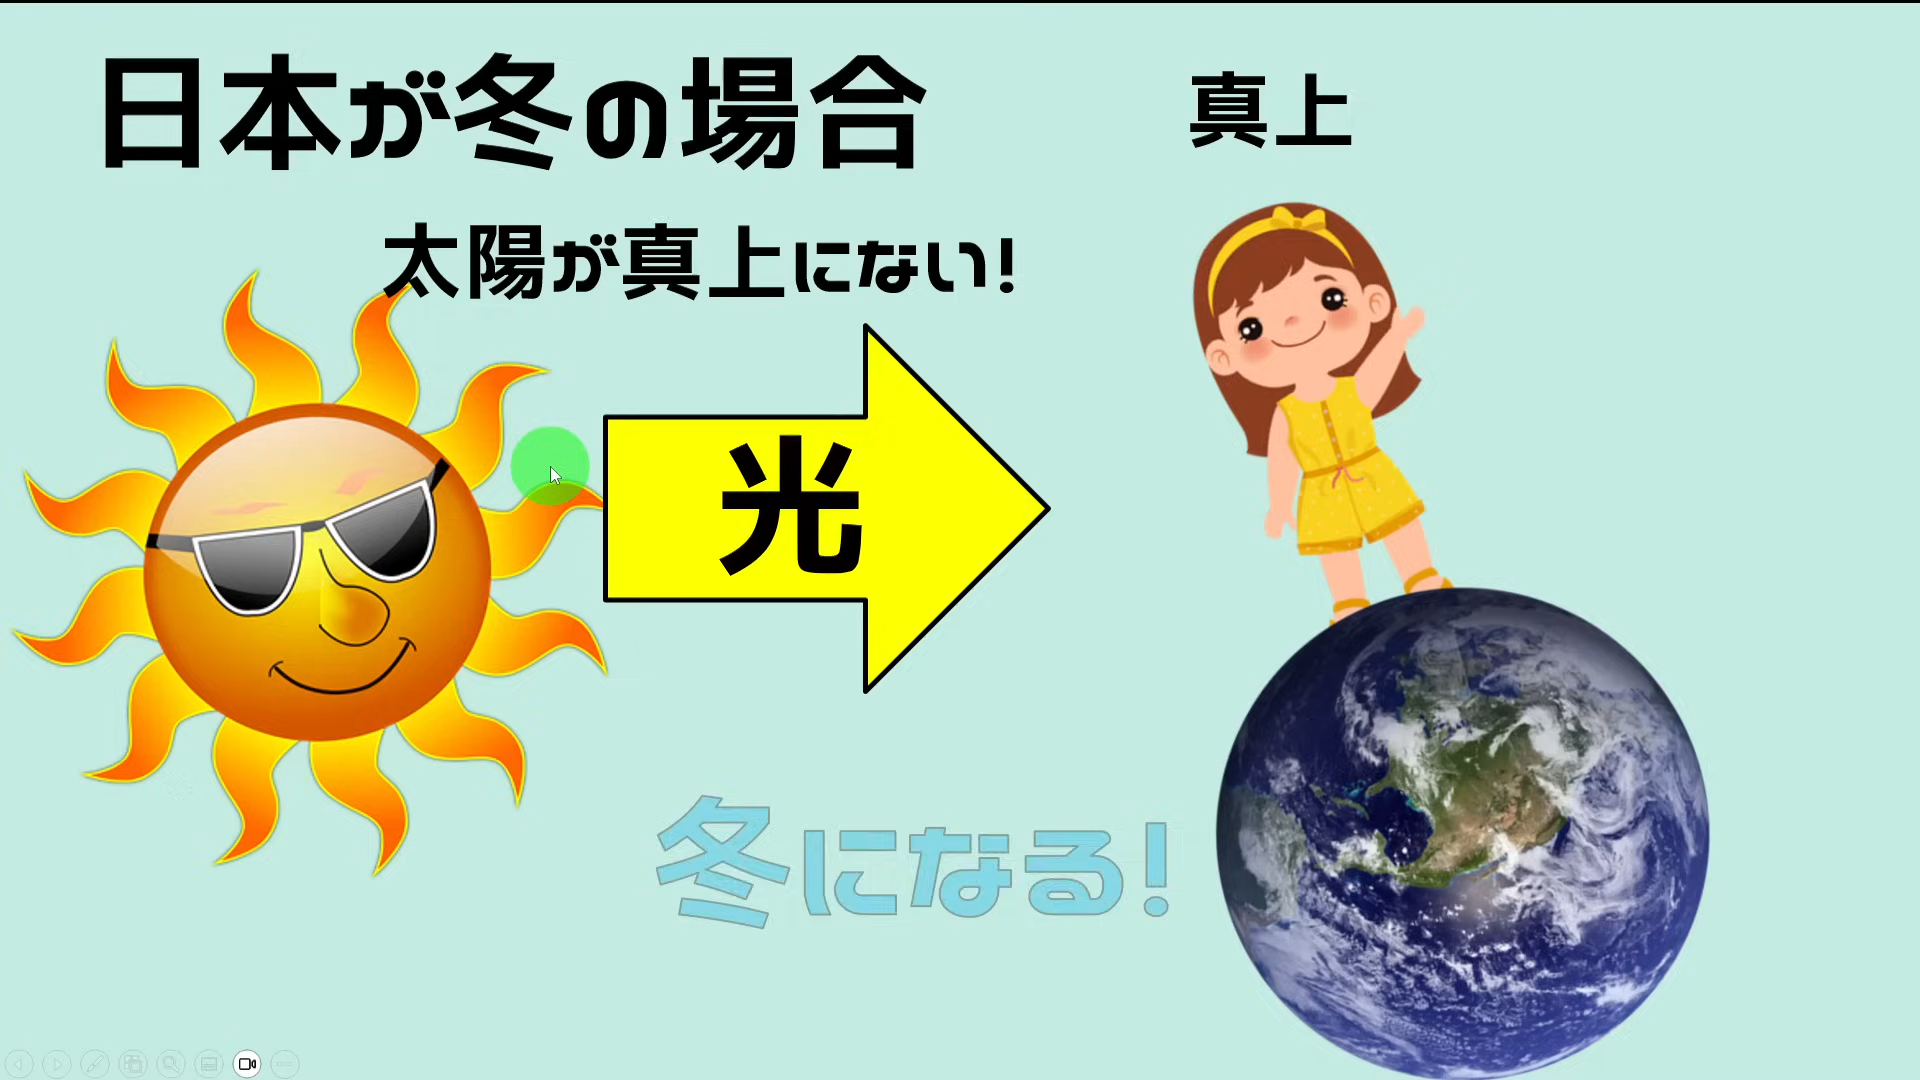 日本が冬の場合
真上
太陽が真上にない!
光
冬になる!